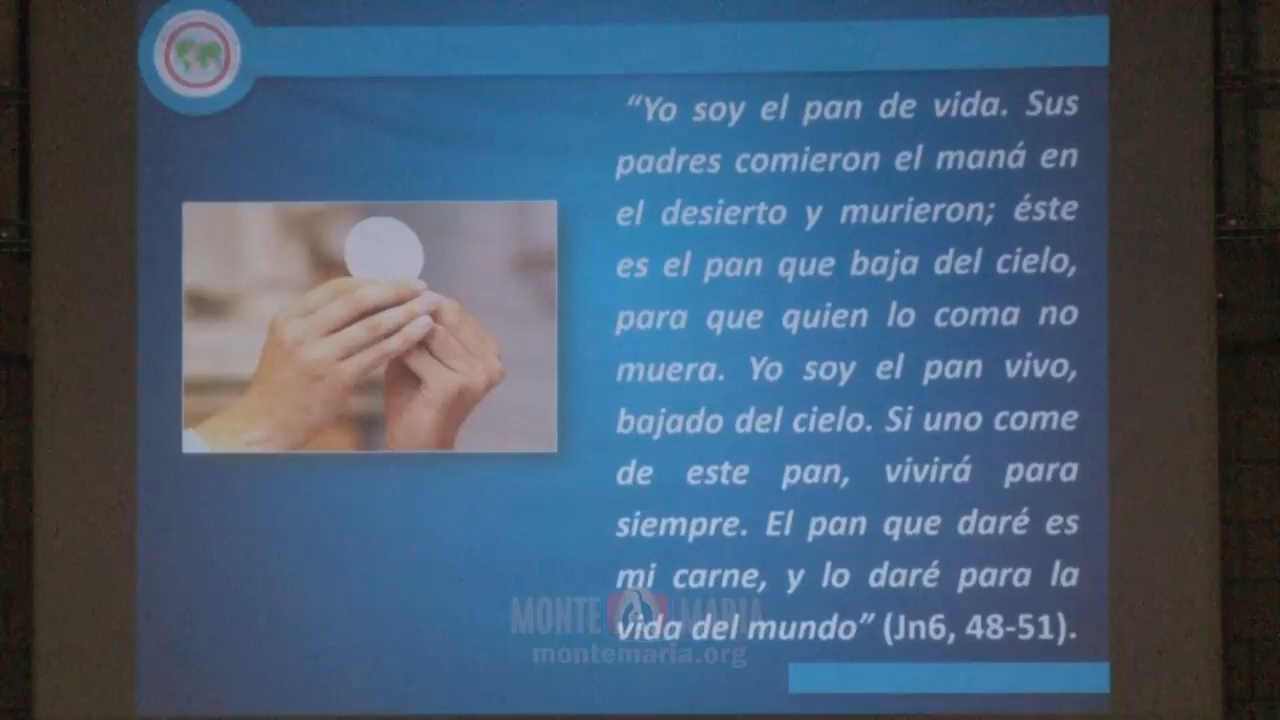 “Yo soy el pan de vida. Sus
padres comieron el maná en
el desierto y murieron; éste
es el pan que baja del cielo,
para que quien lo coma no
muera. Yo soy el pan vivo,
bajado del cielo. Si uno come
de este pan, vivirá para
siempre. El pan que daré es
mi carne, y lo daré para la
vida del mundo” (Jn6, 48-51).
MONTE MARIA
montemaria.org